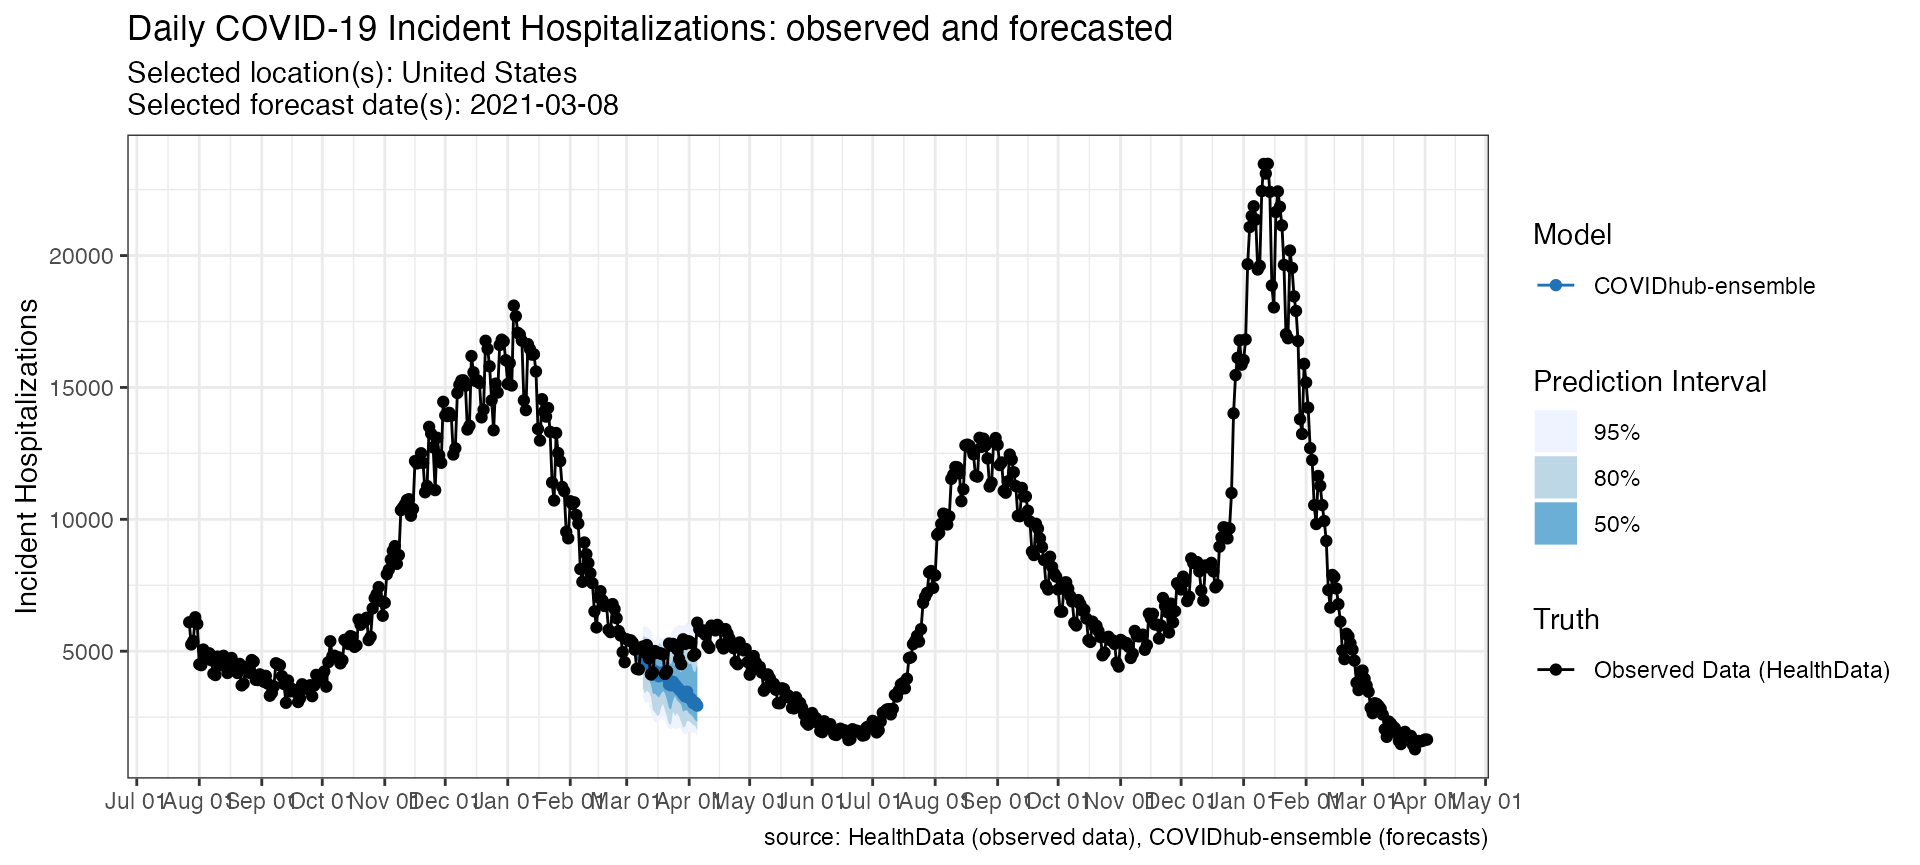 Daily COVID-19 Incident Hospitalizations: observed and forecasted
Selected location(s): United States
Selected forecast date(s): 2021-03-08
Incident Hospitalizations
20000
15000
10000
5000
Jul 01 Aug 01 Sep 01 Oct 01 Nov 01 Dec 01 Jan 01 Feb 01 Mar 01 Apr 01 May 01 Jun 01 Jul 01 Aug 01 Sep 01 Oct 01 Nov 01 Dec 01 Jan 01 Feb 01 Mar 01 Apr 01 May 01
source: HealthData (observed data), COVIDhub-ensemble (forecasts)
Model
COVIDhub-ensemble
Prediction Interval
95%
80%
50%
Truth
Observed Data (HealthData)